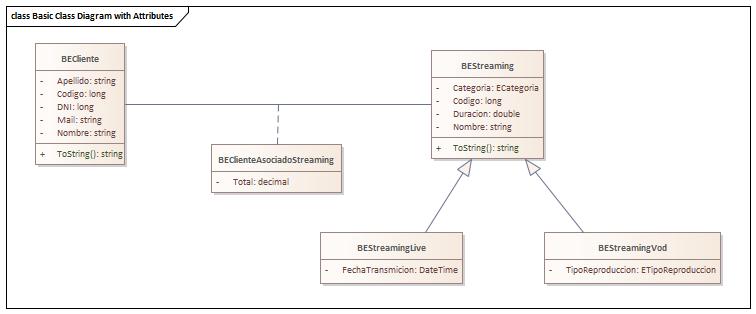 class Basic Class Diagram with Attributes
BECliente
- Apellido: string
- Codigo: long
- DNI: long
- Mail: string
- Nombre: string
+ ToString(): string
BEStreaming
- Categoria: ECategoria
- Codigo: long
- Duracion: double
- Nombre: string
+ ToString(): string
BEClienteAsociadoStreaming
- Total: decimal
BEStreamingLive
- FechaTransmicion: DateTime
BEStreamingVod
- TipoReproduccion: ETipoReproduccion